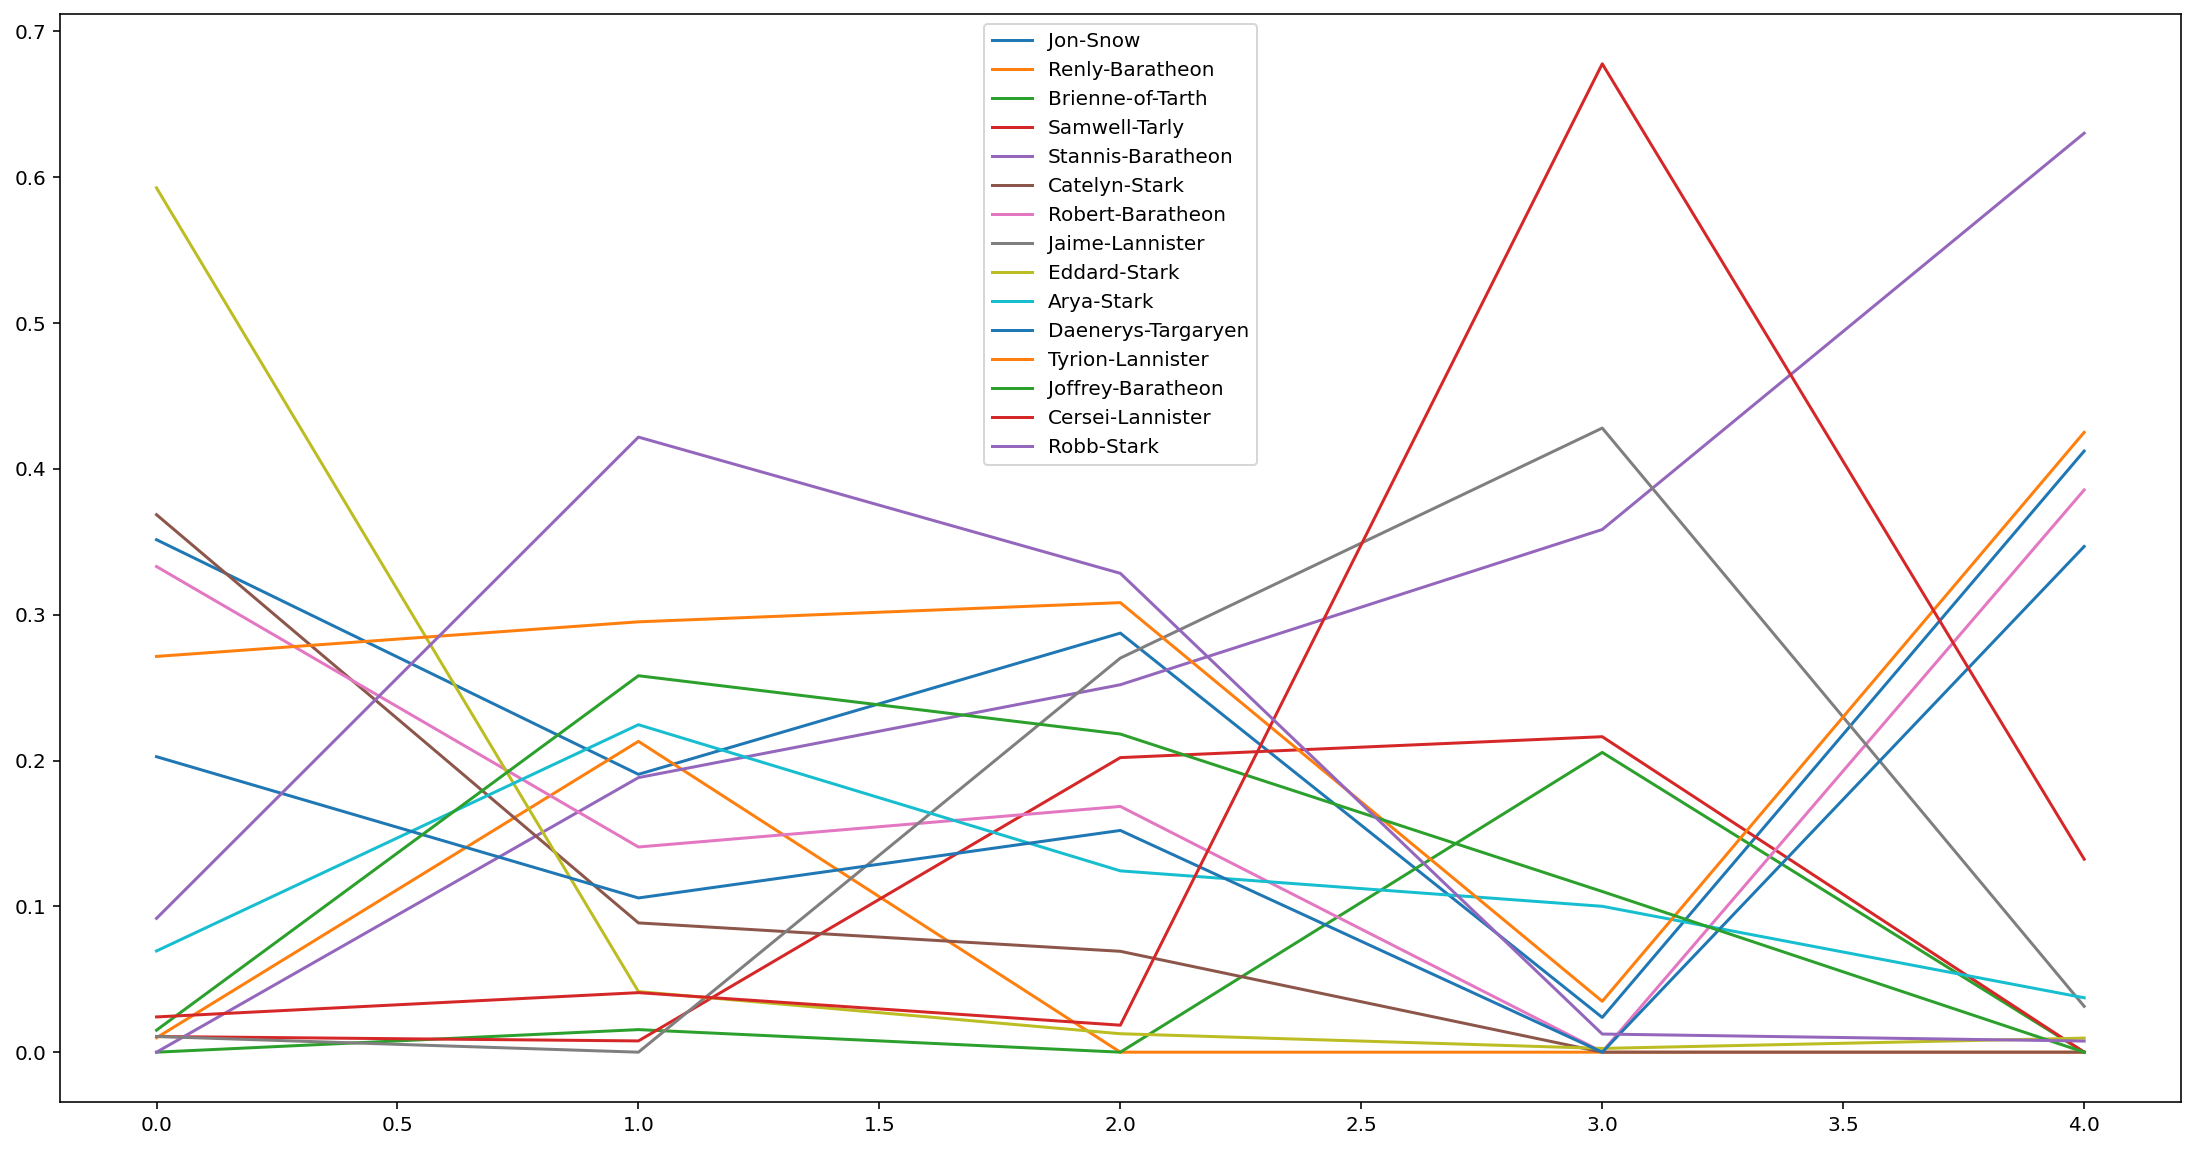 0.7
0.6
0.5
0.4
0.3
0.2
0.1
0.0
Jon-Snow
Renly-Baratheon
Brienne-of-Tarth
Samwell-Tarly
Stannis-Baratheon
Catelyn-Stark
Robert-Baratheon
Jaime-Lannister
Eddard-Stark
Arya-Stark
Daenerys-Targaryen
Tyrion-Lannister
Joffrey-Baratheon
Cersei-Lannister
Robb-Stark
0.0 0.5 1.0 1.5 2.0 2.5 3.0 3.5 4.0